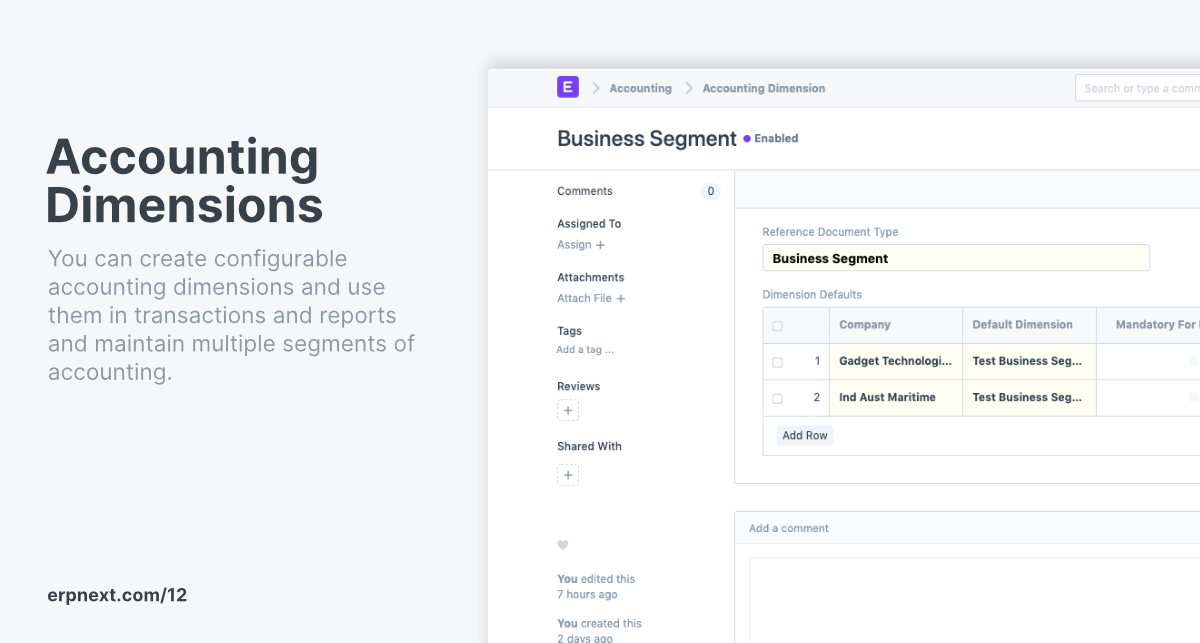 Accounting
Dimensions
You can create configurable
accounting dimensions and use
them in transactions and reports
and maintain multiple segments of
accounting.
erpnext.com/12
E Accounting Accounting Dimension
Search or type a comm
Business Segment Enabled
Comments 0
Assigned To
Assign +
Attachments
Attach File +
Tags
Add a tag ...
Reviews
+
Shared With
+
You edited this
7 hours ago
You created this
2 days ago
Reference Document Type
Business Segment
Dimension Defaults
Company Default Dimension Mandatory For
1 Gadget Technologi... Test Business Seg...
2 Ind Aust Maritime Test Business Seg...
Add Row
Add a comment